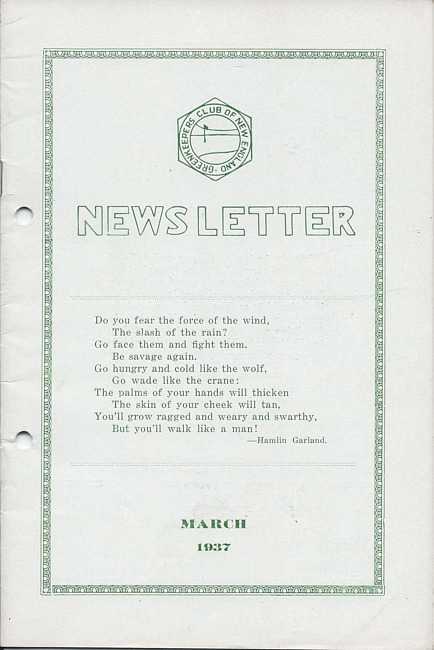 GREENKEEPERS CLUB OF NEW ENGLAND
NEWS LETTER
Do you fear the force of the wind,
The slash of the rain?
Go face them and fight them,
Be savage again.
Go hungry and cold like the wolf,
Go wade like the crane:
The palms of your hands will thicken
The skin of your cheek will tan,
You'll grow ragged and weary and swarthy,
But you'll walk like a man!
—Hamlin Garland.
MARCH
1937